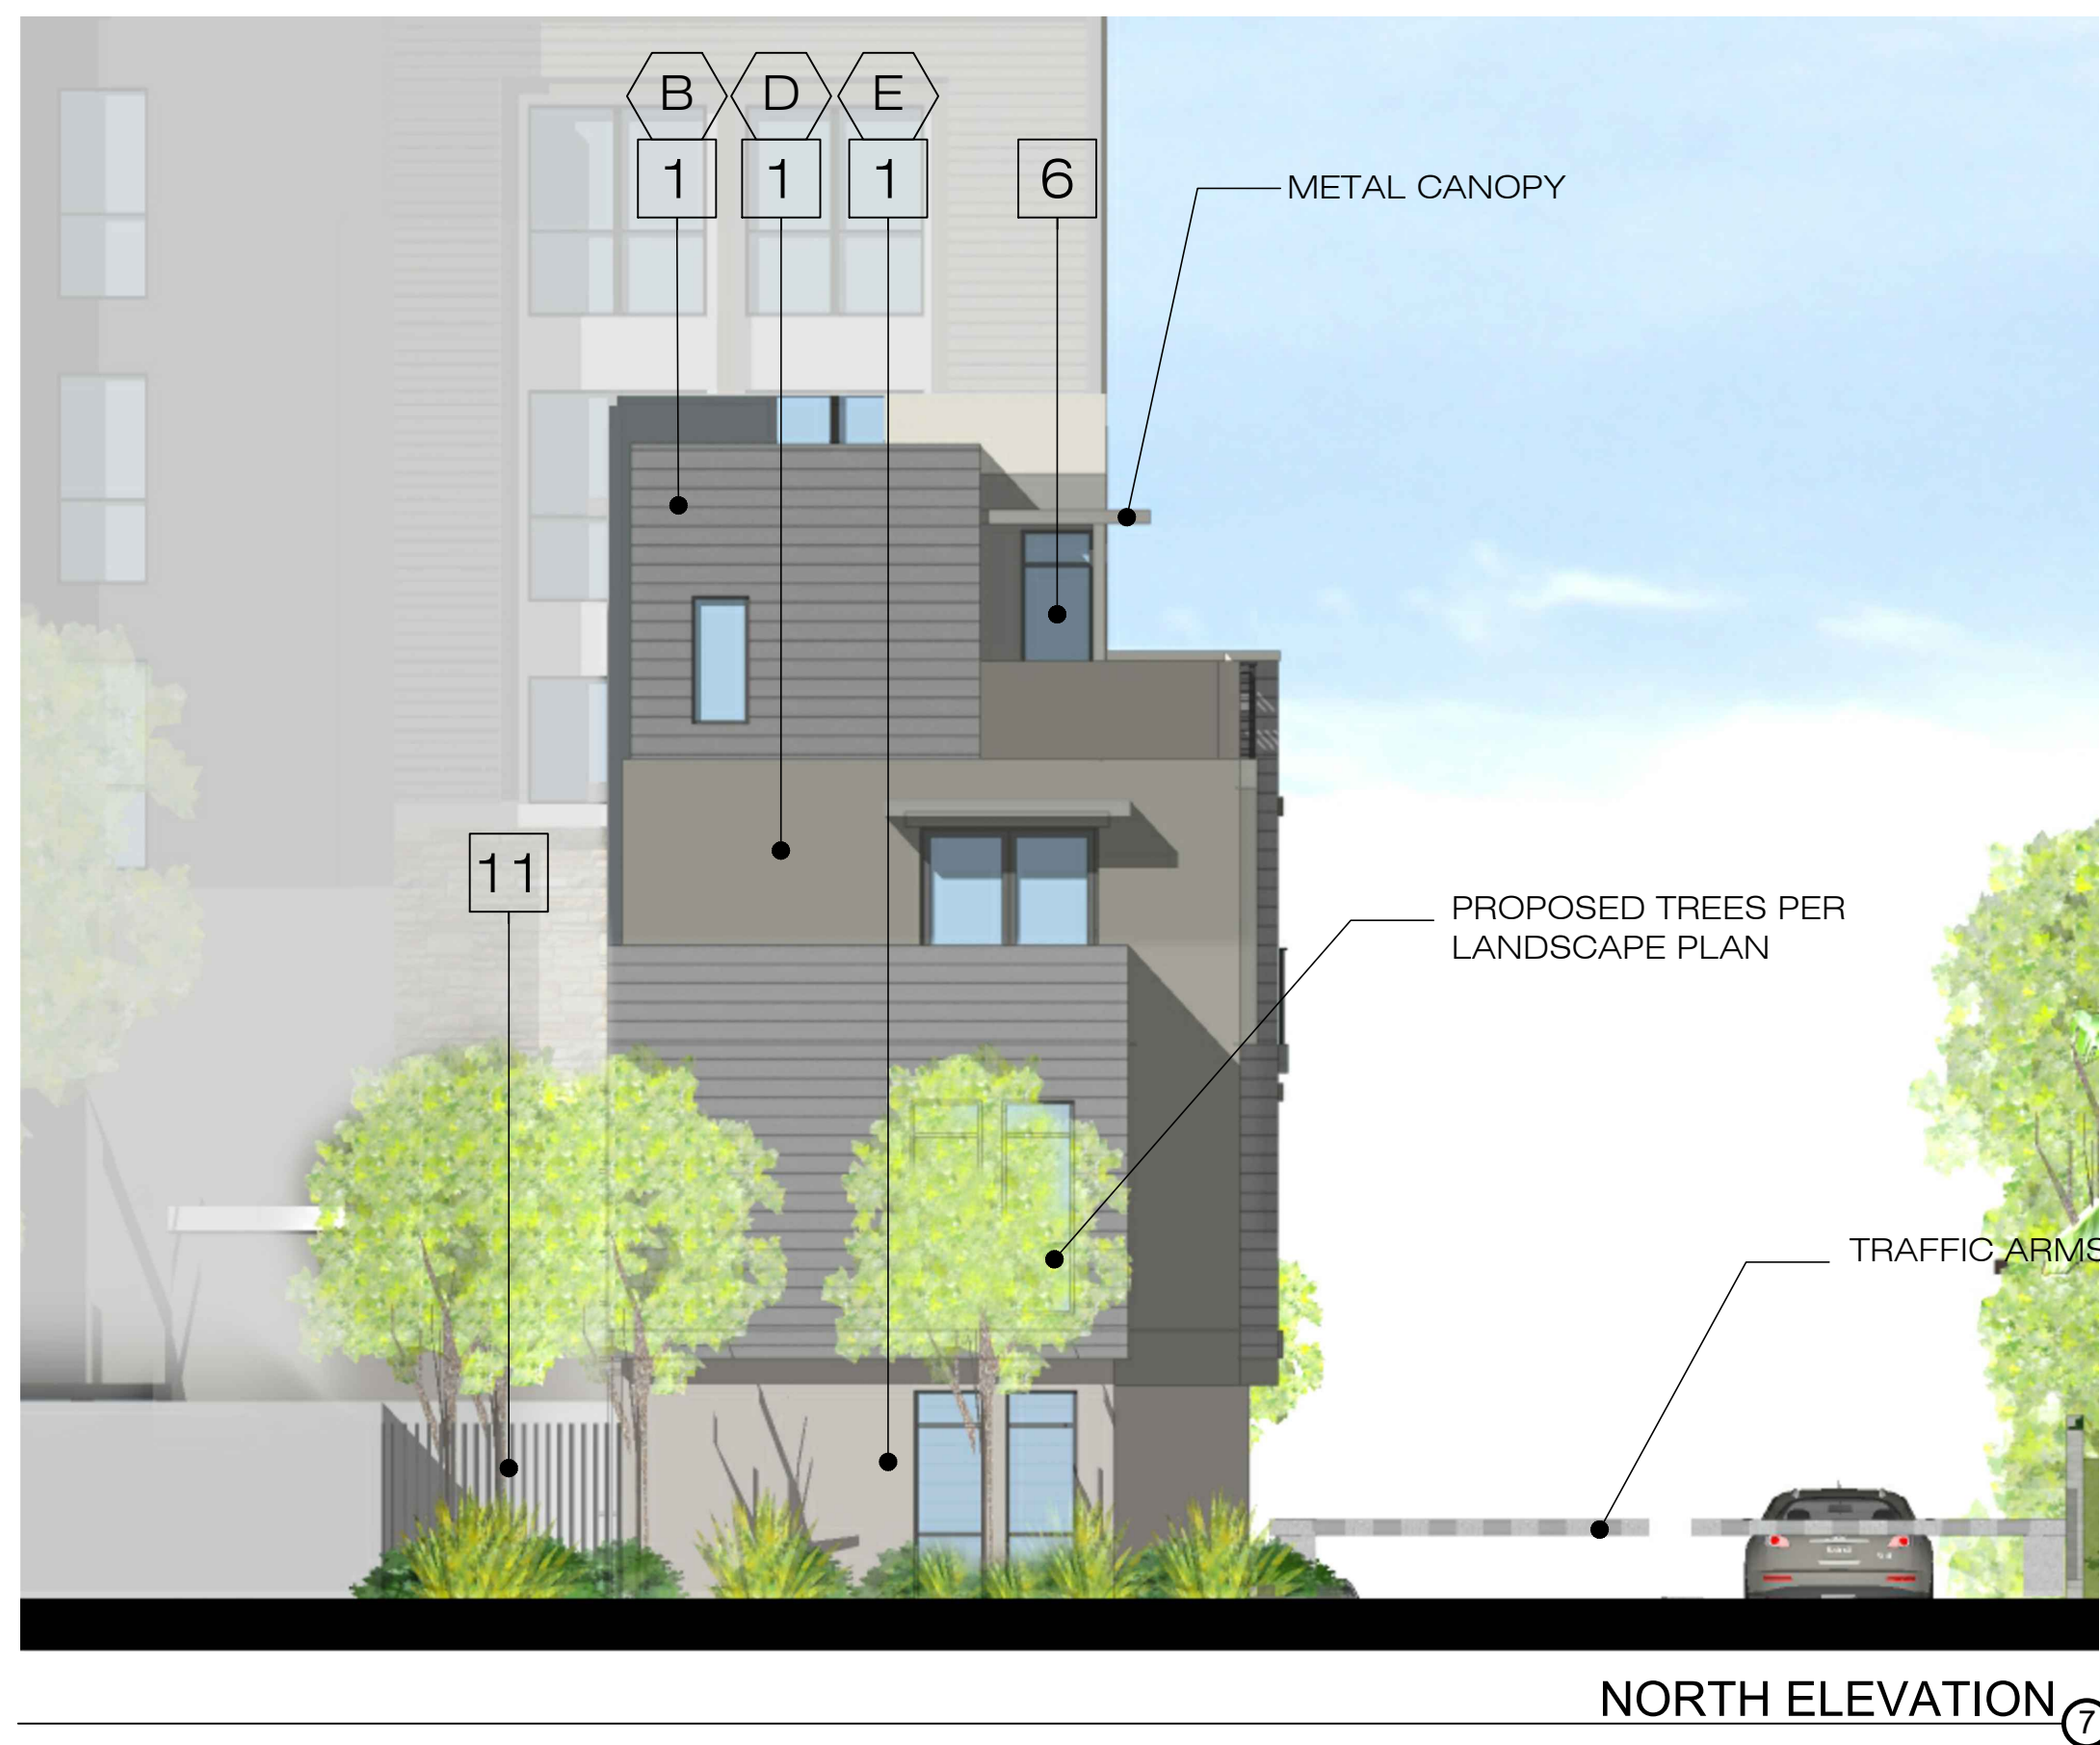 B D E
1 1 1 6
METAL CANOPY
11
PROPOSED TREES PER
LANDSCAPE PLAN
TRAFFIC ARMS
NORTH ELEVATION 7